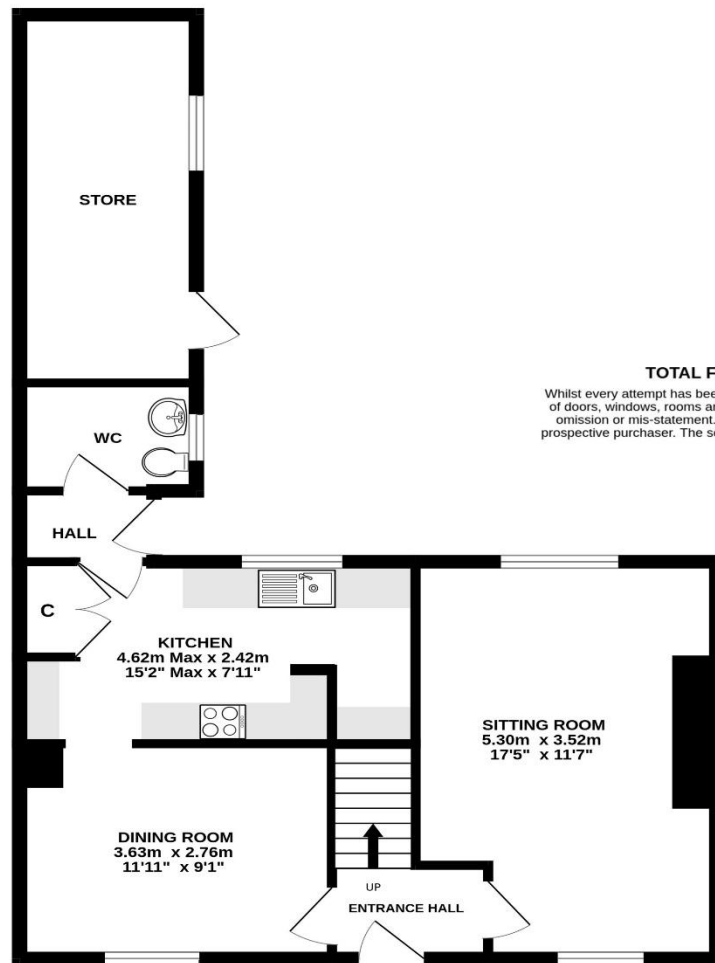 STORE
TOTAL F
Whilst every attempt has bee
of doors, windows, rooms a
omission or mis-statement.
prospective purchaser. The s
WC
HALL
C
KITCHEN
4.62m Max x 2.42m
15'2" Max x 7'11"
SITTING ROOM
5.30m x 3.52m
17'5" x 11'7"
DINING ROOM
3.63m x 2.76m
11'11" x 9'1"
UP
ENTRANCE HALL